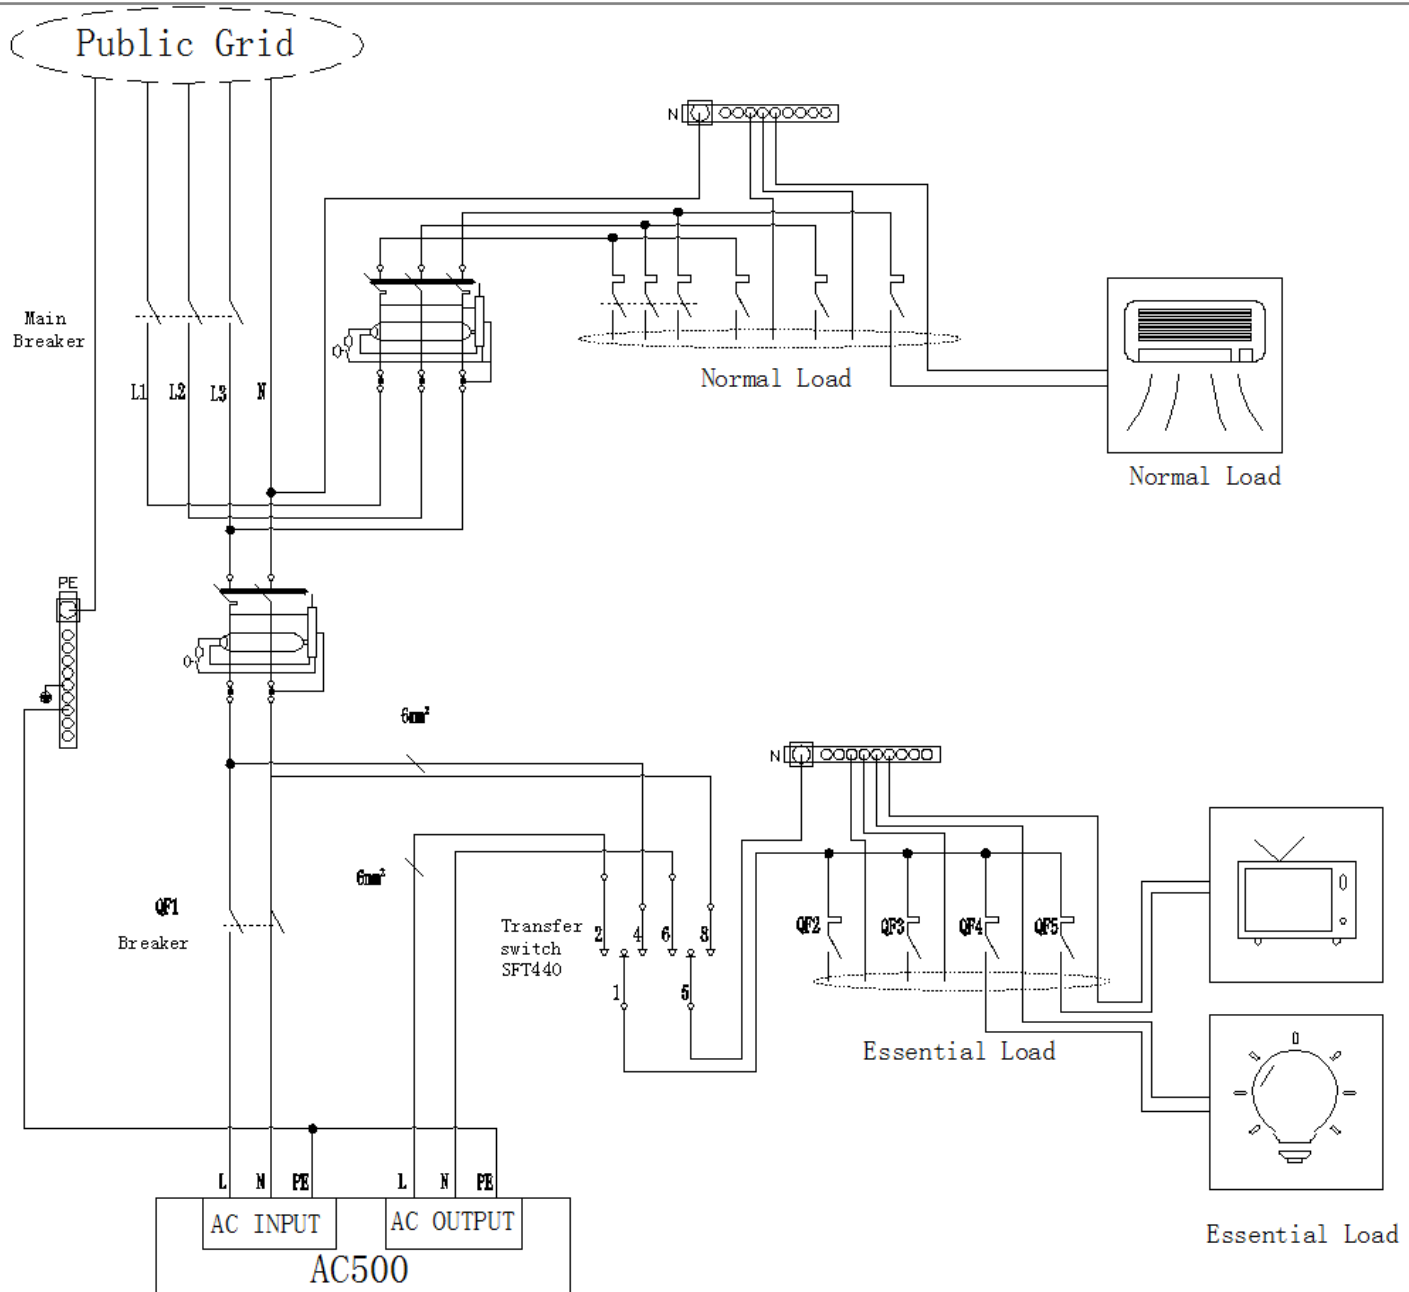 Public Grid
N
Main
Breaker
L1
L2
L3
N
Normal Load
Normal Load
PE
6mm²
N
6mm²
QF1
Breaker
Transfer
switch
SFT440
2
4
6
8
1
5
QF2
QF3
QF4
QF5
Essential Load
L
N
PE
L
N
PE
AC INPUT
AC OUTPUT
AC500
Essential Load